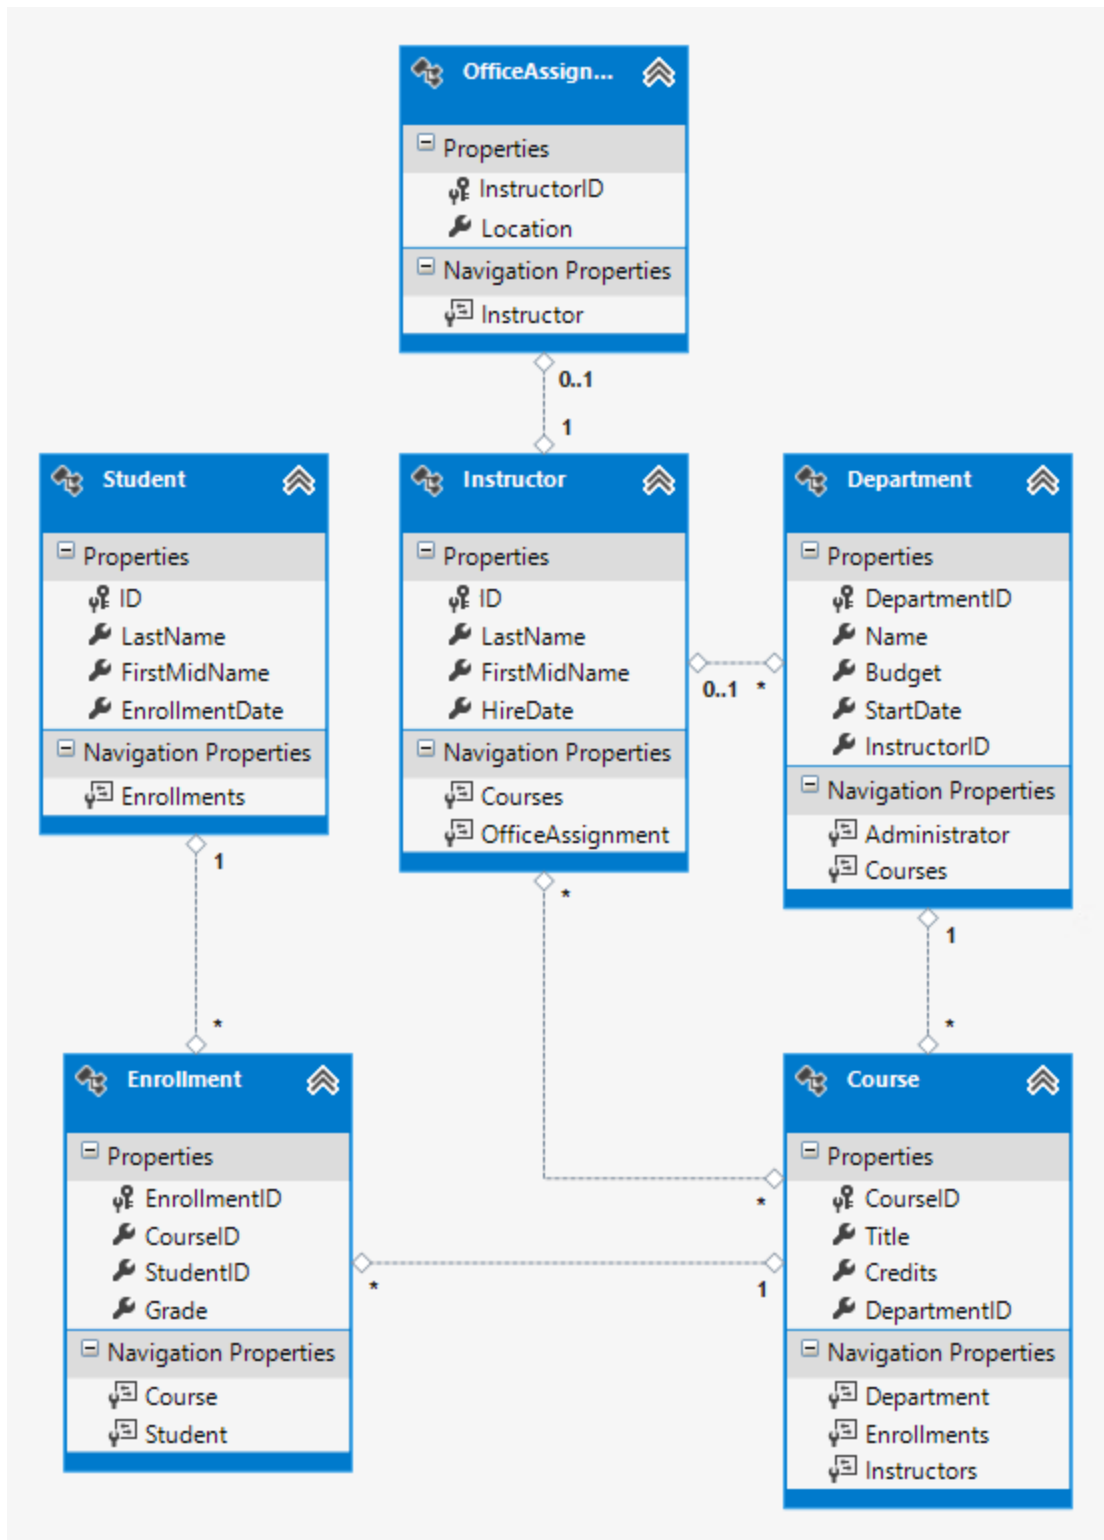 OfficeAssign...
Properties
InstructorID
Location
Navigation Properties
Instructor
0..1
1
Student
Properties
ID
LastName
FirstMidName
EnrollmentDate
Navigation Properties
Enrollments
Instructor
Properties
ID
LastName
FirstMidName
HireDate
Navigation Properties
Courses
OfficeAssignment
0..1 *
Department
Properties
DepartmentID
Name
Budget
StartDate
InstructorID
Navigation Properties
Administrator
Courses
1
*
*
1
*
Enrollment
Properties
EnrollmentID
CourseID
StudentID
Grade
Navigation Properties
Course
Student
*
*
1
Course
Properties
CourseID
Title
Credits
DepartmentID
Navigation Properties
Department
Enrollments
Instructors